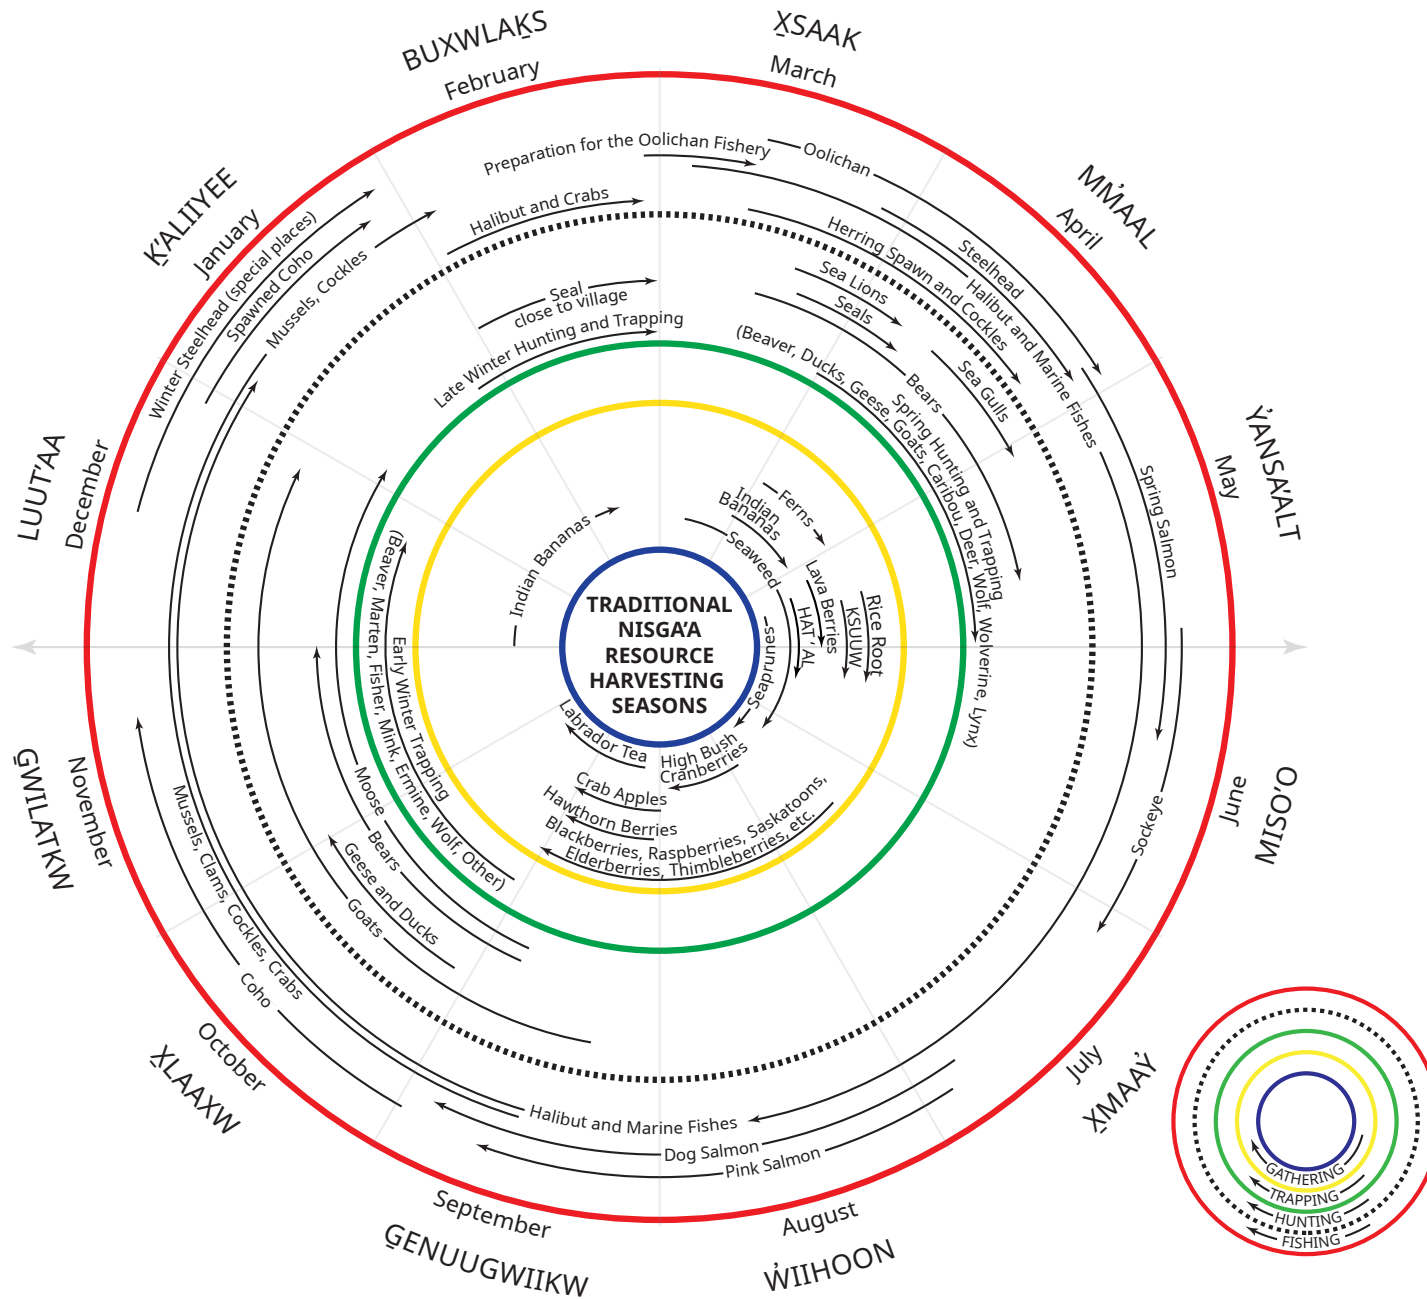 BUXWLAḴS
February
X̱SAAK
March
MM̓AAL
April
Y̓ANSA̓ALT
May
MISO'O
June
X̱MAAY̓
July
W̓IIHOON
August
G̱ENUUGWIIKW
September
X̱LAAXW
October
G̱WILATKW
November
LUUT'AA
December
Ḵ'ALIIYEE
January
Preparation for the Oolichan Fishery
Oolichan
Halibut and Crabs
Steelhead
Halibut and Marine Fishes
Herring Spawn and Cockles
Spring Salmon
Sockeye
Winter Steelhead (special places)
Spawned Coho
Mussels, Cockles
Mussels, Clams, Cockles, Crabs
Coho
Halibut and Marine Fishes
Dog Salmon
Pink Salmon
Seal
close to village
Late Winter Hunting and Trapping
Sea Lions
Seals
Sea Gulls
Bears
Spring Hunting and Trapping
(Beaver, Ducks, Geese, Goats, Caribou, Deer, Wolf, Wolverine, Lynx)
Moose
Bears
Geese and Ducks
Goats
Early Winter Trapping
(Beaver, Marten, Fisher, Mink, Ermine, Wolf, Other)
Indian Bananas
Ferns
Indian
Bananas
Seaweed
Lava Berries
HAT'AL
KSUUW
Rice Root
Seaprunes
TRADITIONAL
NISGA'A
RESOURCE
HARVESTING
SEASONS
Labrador Tea
High Bush
Cranberries
Crab Apples
Hawthorn Berries
Blackberries, Raspberries, Saskatoons,
Elderberries, Thimbleberries, etc.
GATHERING
TRAPPING
HUNTING
FISHING